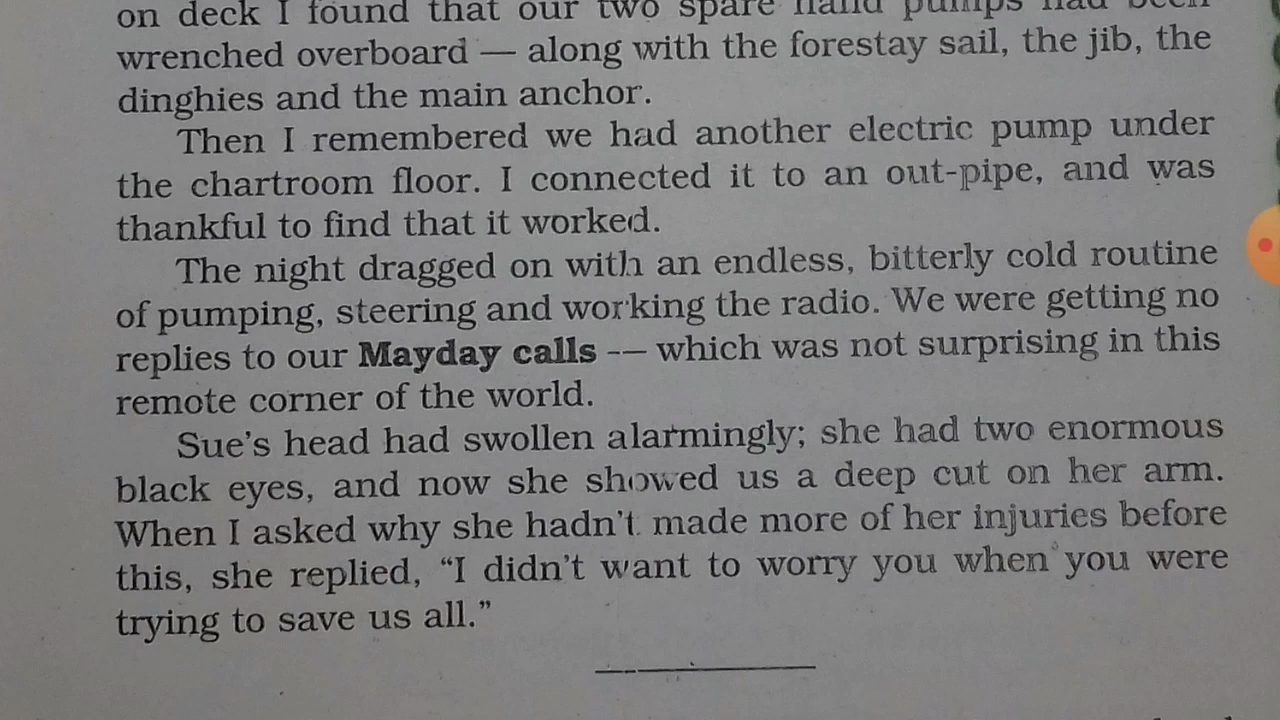 on deck I found that our two spare hand pumps had been
wrenched overboard — along with the forestay sail, the jib, the
dinghies and the main anchor.
Then I remembered we had another electric pump under
the chartroom floor. I connected it to an out-pipe, and was
thankful to find that it worked.
The night dragged on with an endless, bitterly cold routine
of pumping, steering and working the radio. We were getting no
replies to our Mayday calls -— which was not surprising in this
remote corner of the world.
Sue's head had swollen alarmingly; she had two enormous
black eyes, and now she showed us a deep cut on her arm.
When I asked why she hadn't made more of her injuries before
this, she replied, “I didn't want to worry you when you were
trying to save us all.”